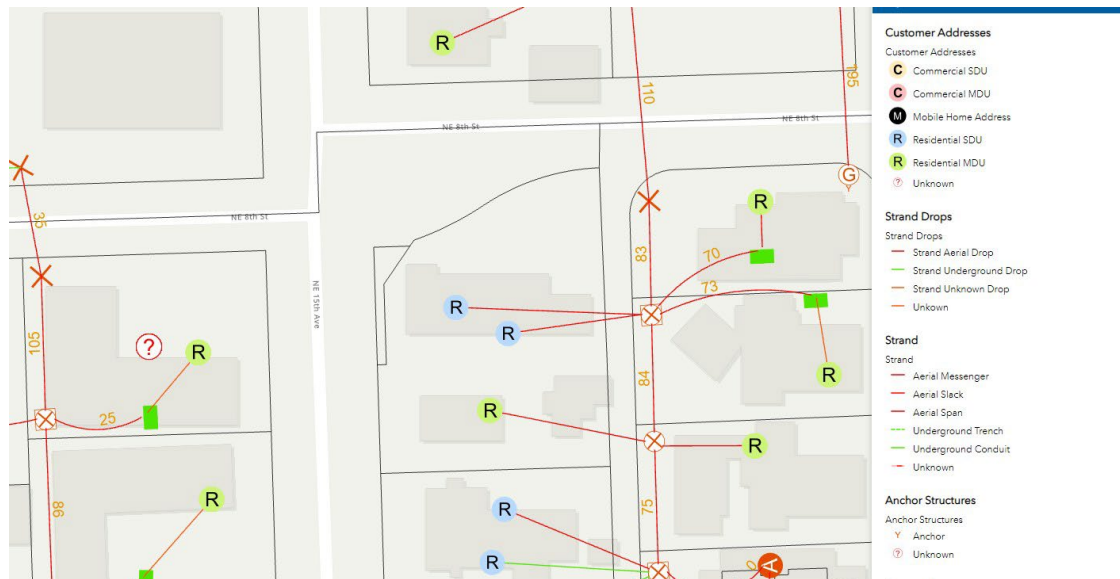 R
110
195
NE 8th St
NE 8th St
G
35
R
NE 8th St
83
70
73
NE 15th Ave
R
R
105
?
R
84
R
25
R
R
R
75
86
R
R
A
Customer Addresses
Customer Addresses
C Commercial SDU
C Commercial MDU
M Mobile Home Address
R Residential SDU
R Residential MDU
? Unknown
Strand Drops
Strand Drops
Strand Aerial Drop
Strand Underground Drop
Strand Unknown Drop
Unkown
Strand
Strand
Aerial Messenger
Aerial Slack
Aerial Span
Underground Trench
Underground Conduit
Unknown
Anchor Structures
Anchor Structures
Y Anchor
? Unknown